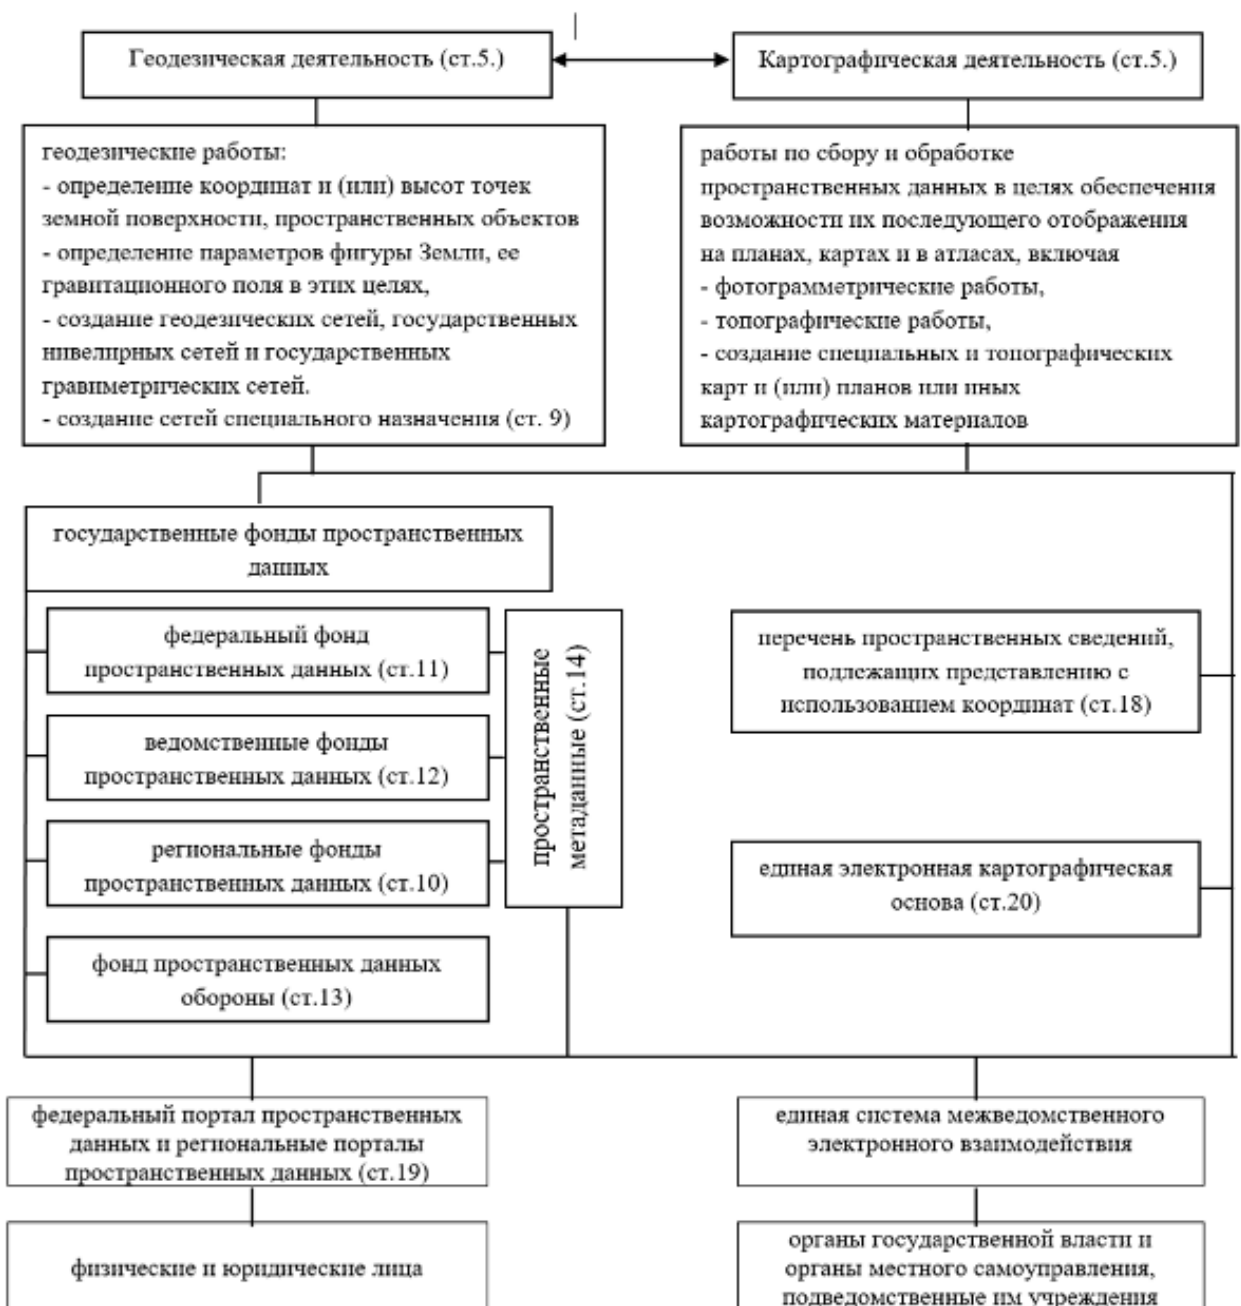 Геодезическая деятельность (ст.5.)
Картографическая деятельность (ст.5.)
геодезические работы:
- определение координат и (или) высот точек
земной поверхности, пространственных объектов
- определение параметров фигуры Земли, ее
гравитационного поля в этих целях,
- создание геодезических сетей, государственных
нивелирных сетей и государственных
гравиметрических сетей.
- создание сетей специального назначения (ст. 9)
работы по сбору и обработке
пространственных данных в целях обеспечения
возможности их последующего отображения
на планах, картах и в атласах, включая
- фотограмметрические работы,
- топографические работы,
- создание специальных и топографических
карт и (или) планов или иных
картографических материалов
государственные фонды пространственных
данных
федеральный фонд
пространственных данных (ст.11)
ведомственные фонды
пространственных данных (ст.12)
региональные фонды
пространственных данных (ст.10)
фонд пространственных данных
обороны (ст.13)
пространственные
метаданные (ст.14)
перечень пространственных сведений,
подлежащих представлению с
использованием координат (ст.18)
единая электронная картографическая
основа (ст.20)
федеральный портал пространственных
данных и региональные порталы
пространственных данных (ст.19)
единая система межведомственного
электронного взаимодействия
физические и юридические лица
органы государственной власти и
органы местного самоуправления,
подведомственные им учреждения